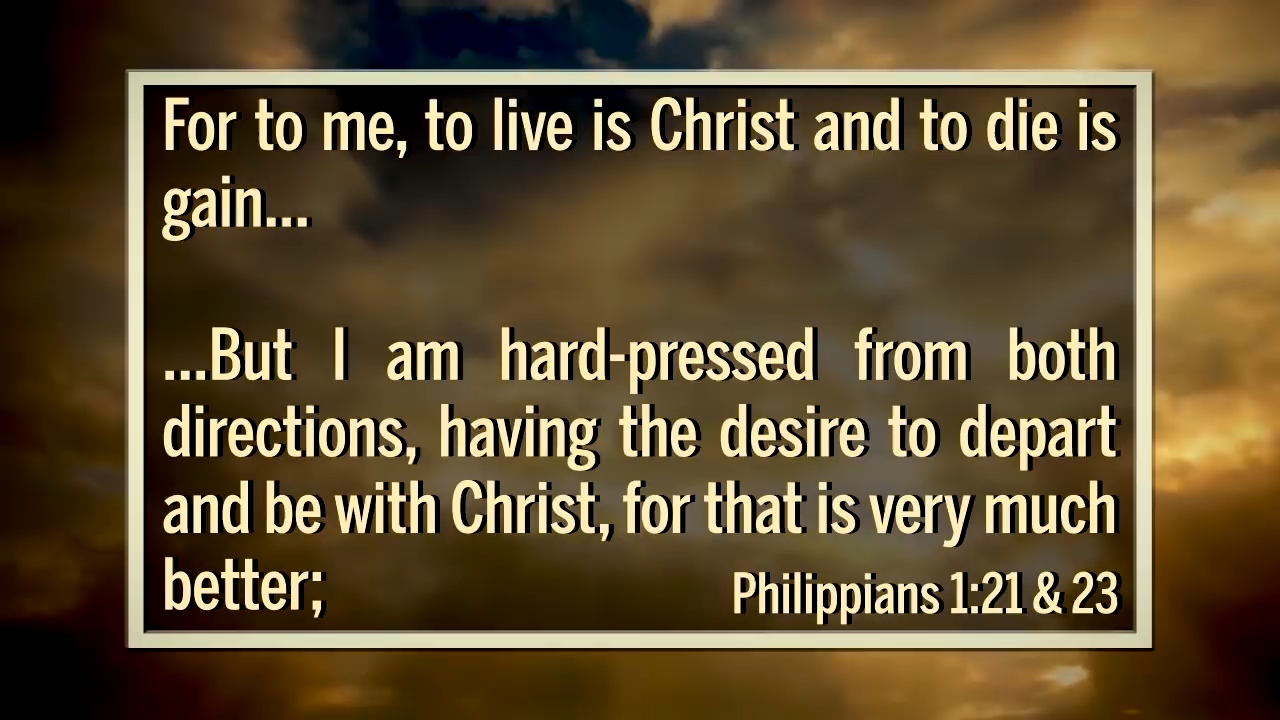 For to me, to live is Christ and to die is
gain...
...But I am hard-pressed from both
directions, having the desire to depart
and be with Christ, for that is very much
better;
Philippians 1:21 & 23